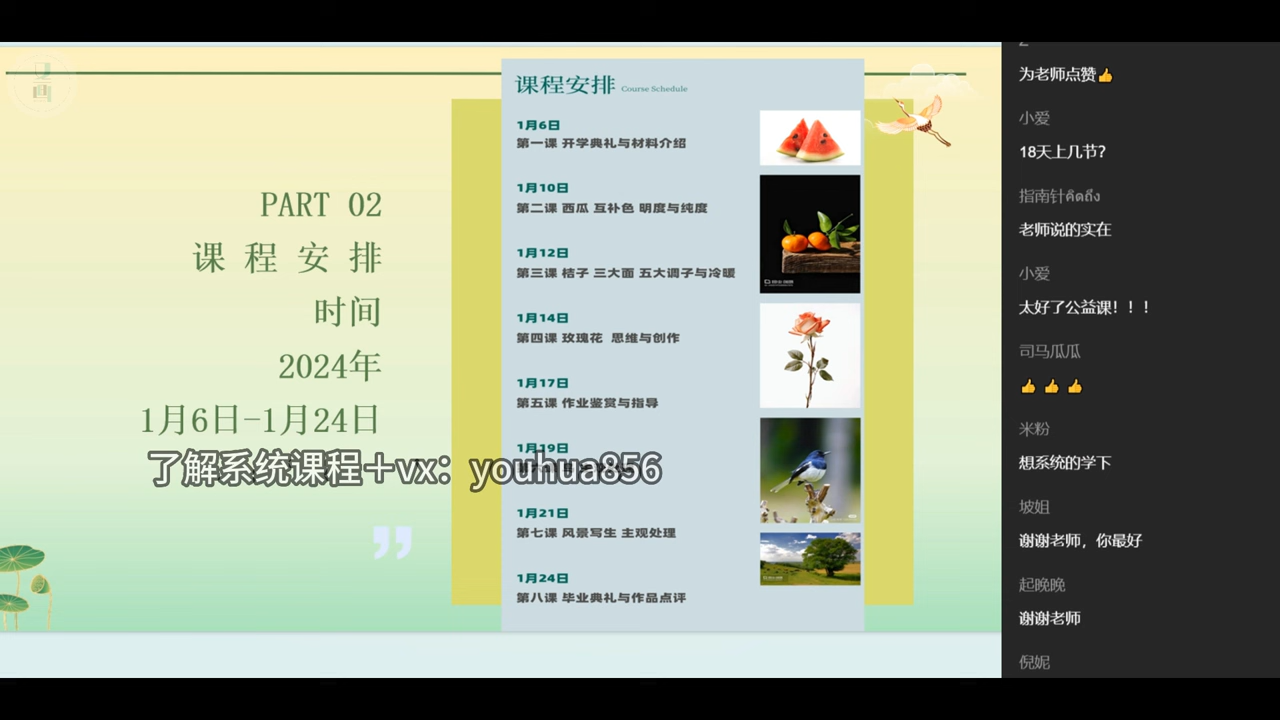 PART 02
课程安排
时间
2024年
1月6日-1月24日
了解系统课程＋vx：youhua856
课程安排 Course Schedule
1月6日
第一课 开学典礼与材料介绍
1月10日
第二课 西瓜 互补色 明度与纯度
1月12日
第三课 桔子 三大面 五大调子与冷暖
1月14日
第四课 玫瑰花 思维与创作
1月17日
第五课 作业鉴赏与指导
1月19日
1月21日
第七课 风景写生 主观处理
1月24日
第八课 毕业典礼与作品点评
为老师点赞👍
小爱
18天上几节?
指南针คิดถึง
老师说的实在
小爱
太好了公益课! ! !
司马瓜瓜
👍 👍 👍
米粉
想系统的学下
坡姐
谢谢老师，你最好
起晚晚
谢谢老师
倪妮